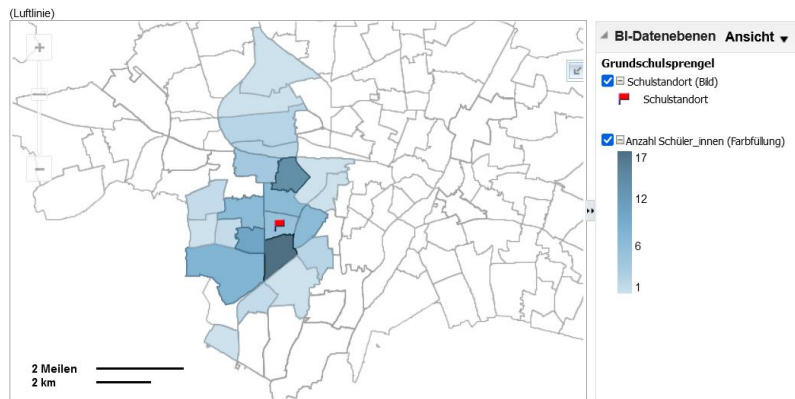 (Luftlinie)
BI-Datenebenen Ansicht
Grundschulsprengel
Schulstandort (Bild)
Schulstandort
Anzahl Schüler_innen (Farbfüllung)
17
12
6
1
2 Meilen
2 km